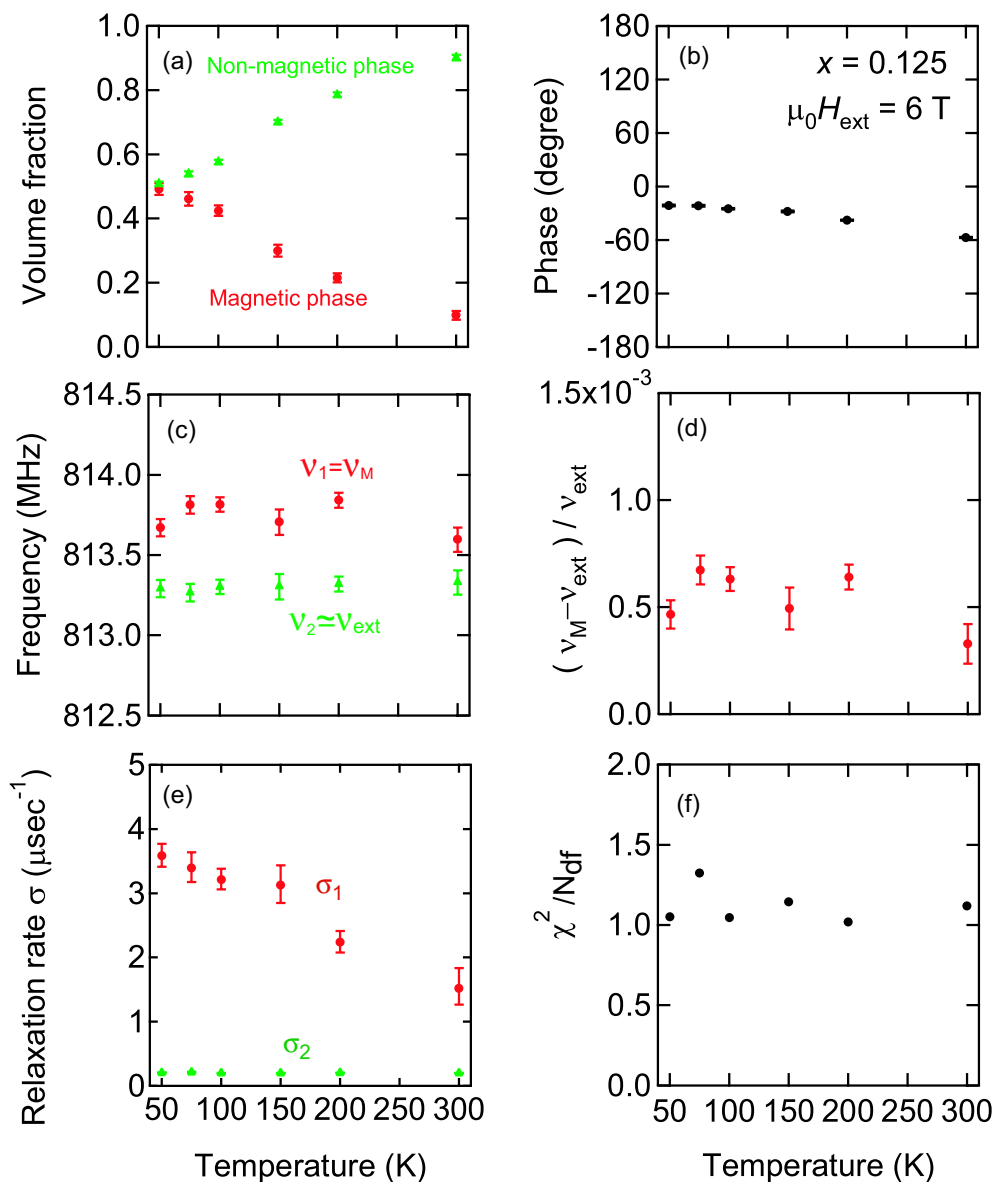 (a)
Non-magnetic phase
Magnetic phase
Volume fraction
1.0
0.8
0.6
0.4
0.2
0.0
(b)
x = 0.125
μ0Hext = 6 T
Phase (degree)
180
120
60
0
-60
-120
-180
(c)
ν1=νM
ν2≃νext
Frequency (MHz)
814.5
814.0
813.5
813.0
812.5
(d)
( νM−νext ) / νext
1.5x10-3
1.0
0.5
0.0
(e)
σ1
σ2
Relaxation rate σ (μsec-1)
5
4
3
2
1
0
50 100 150 200 250 300
Temperature (K)
(f)
χ2 /Ndf
2.0
1.5
1.0
0.5
0.0
50 100 150 200 250 300
Temperature (K)